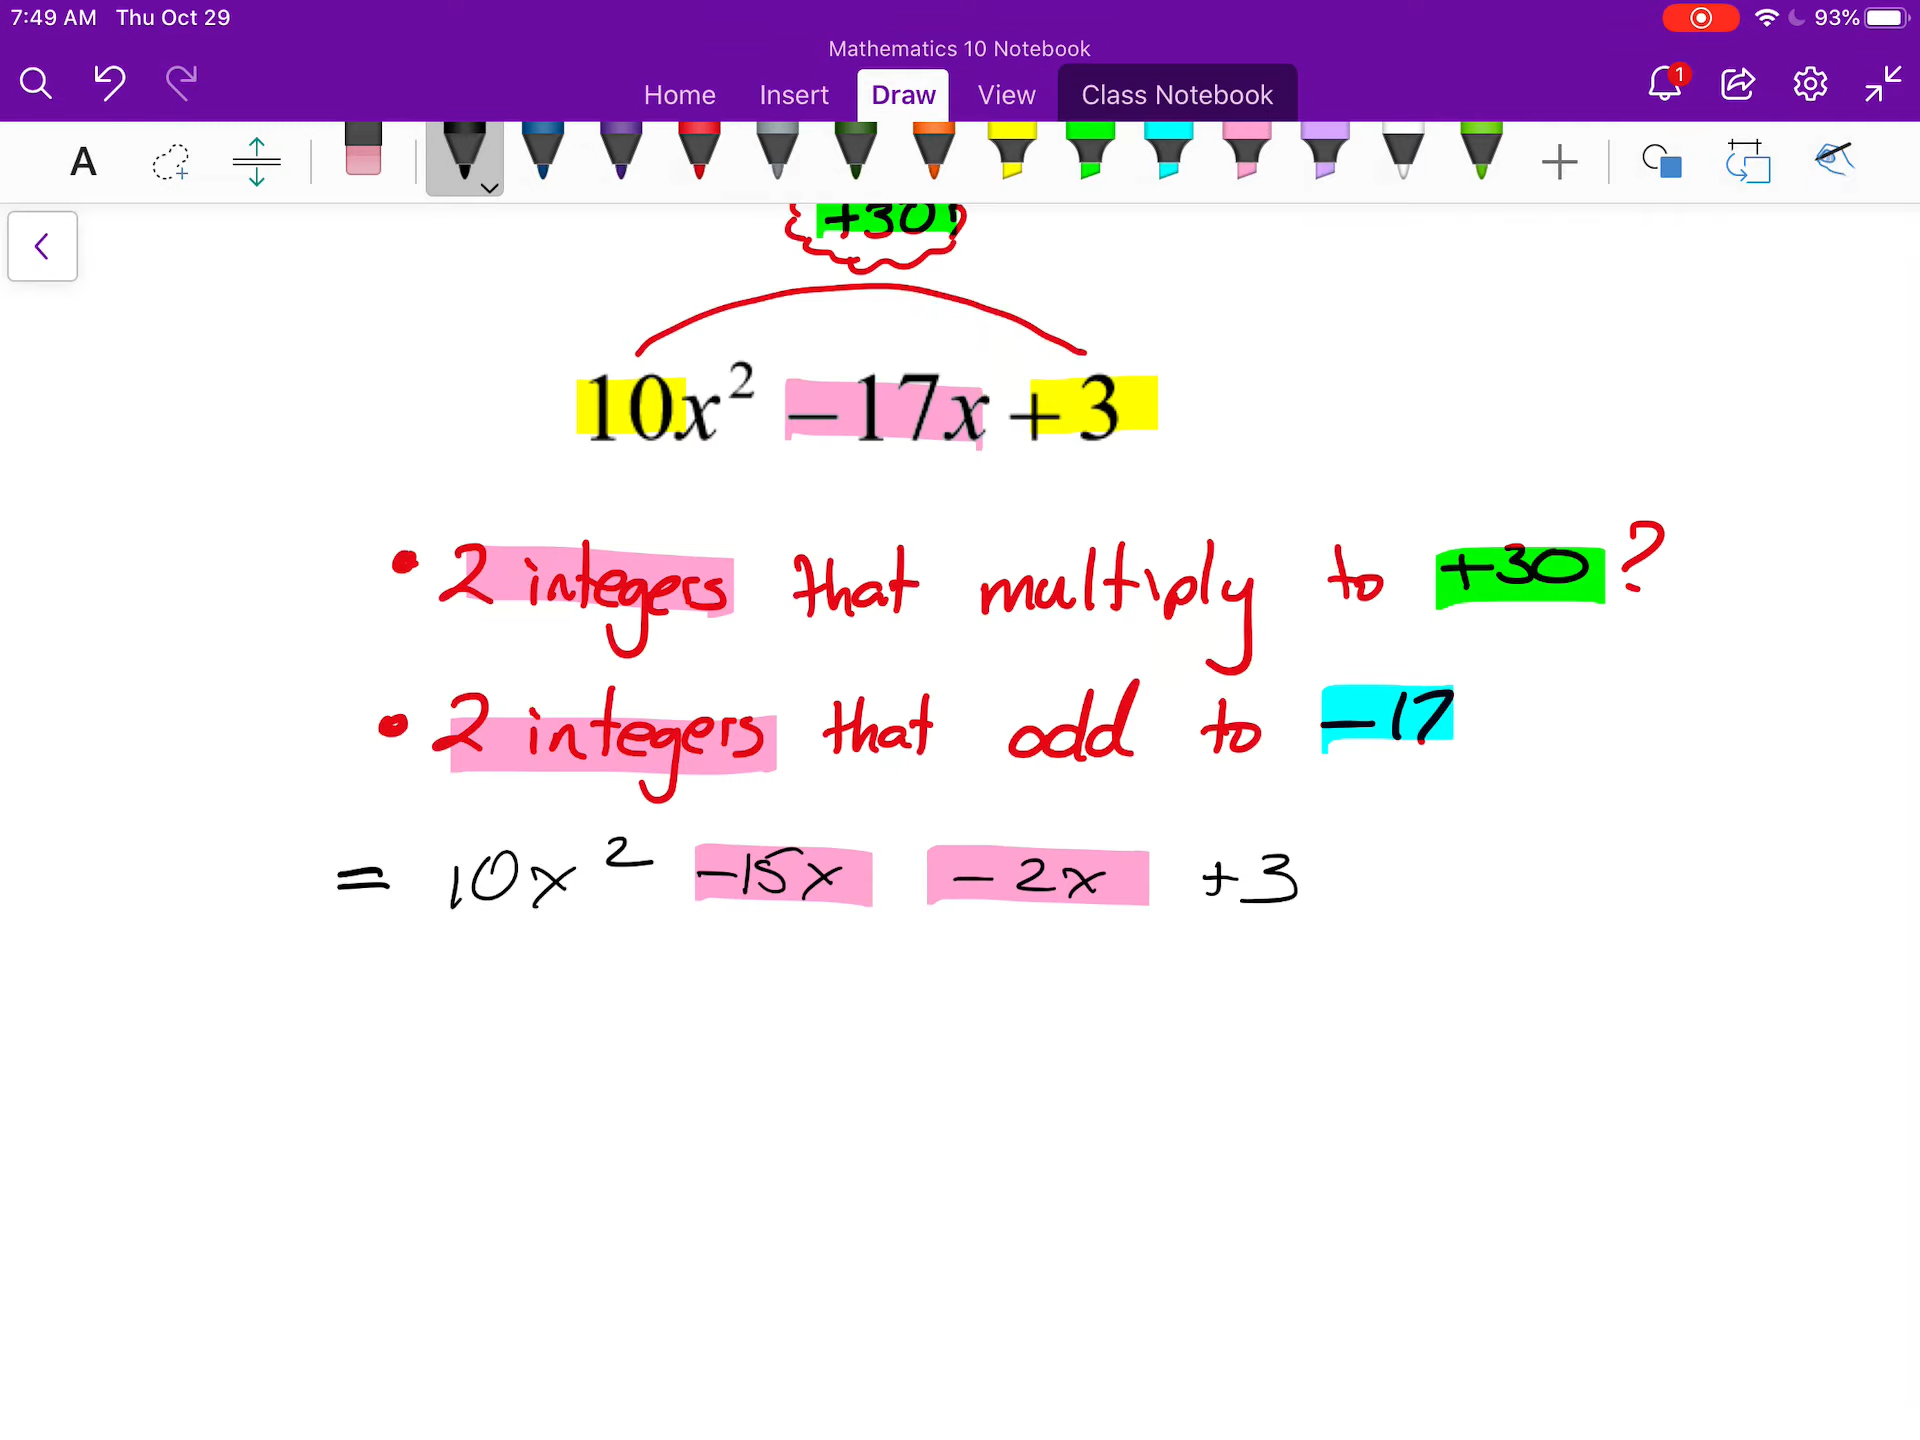 7:49 AM Thu Oct 29 93%
Mathematics 10 Notebook
Home Insert Draw View Class Notebook 1
A
+30
10x² −17x + 3
• 2 integers that multiply to +30 ?
• 2 integers that add to −17
= 10x² −15x − 2x +3